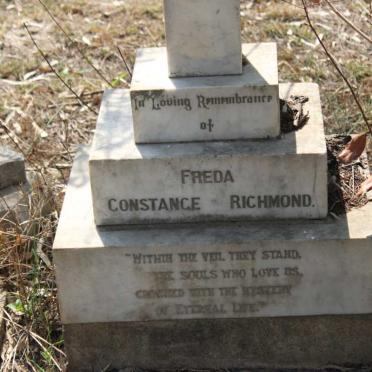 In Loving Remembrance
of
FREDA
CONSTANCE RICHMOND.
"WITHIN THE VEIL THEY STAND,
THE SOULS WHO LOVE US,
CROWNED WITH THE MYSTERY
OF ETERNAL LIFE."